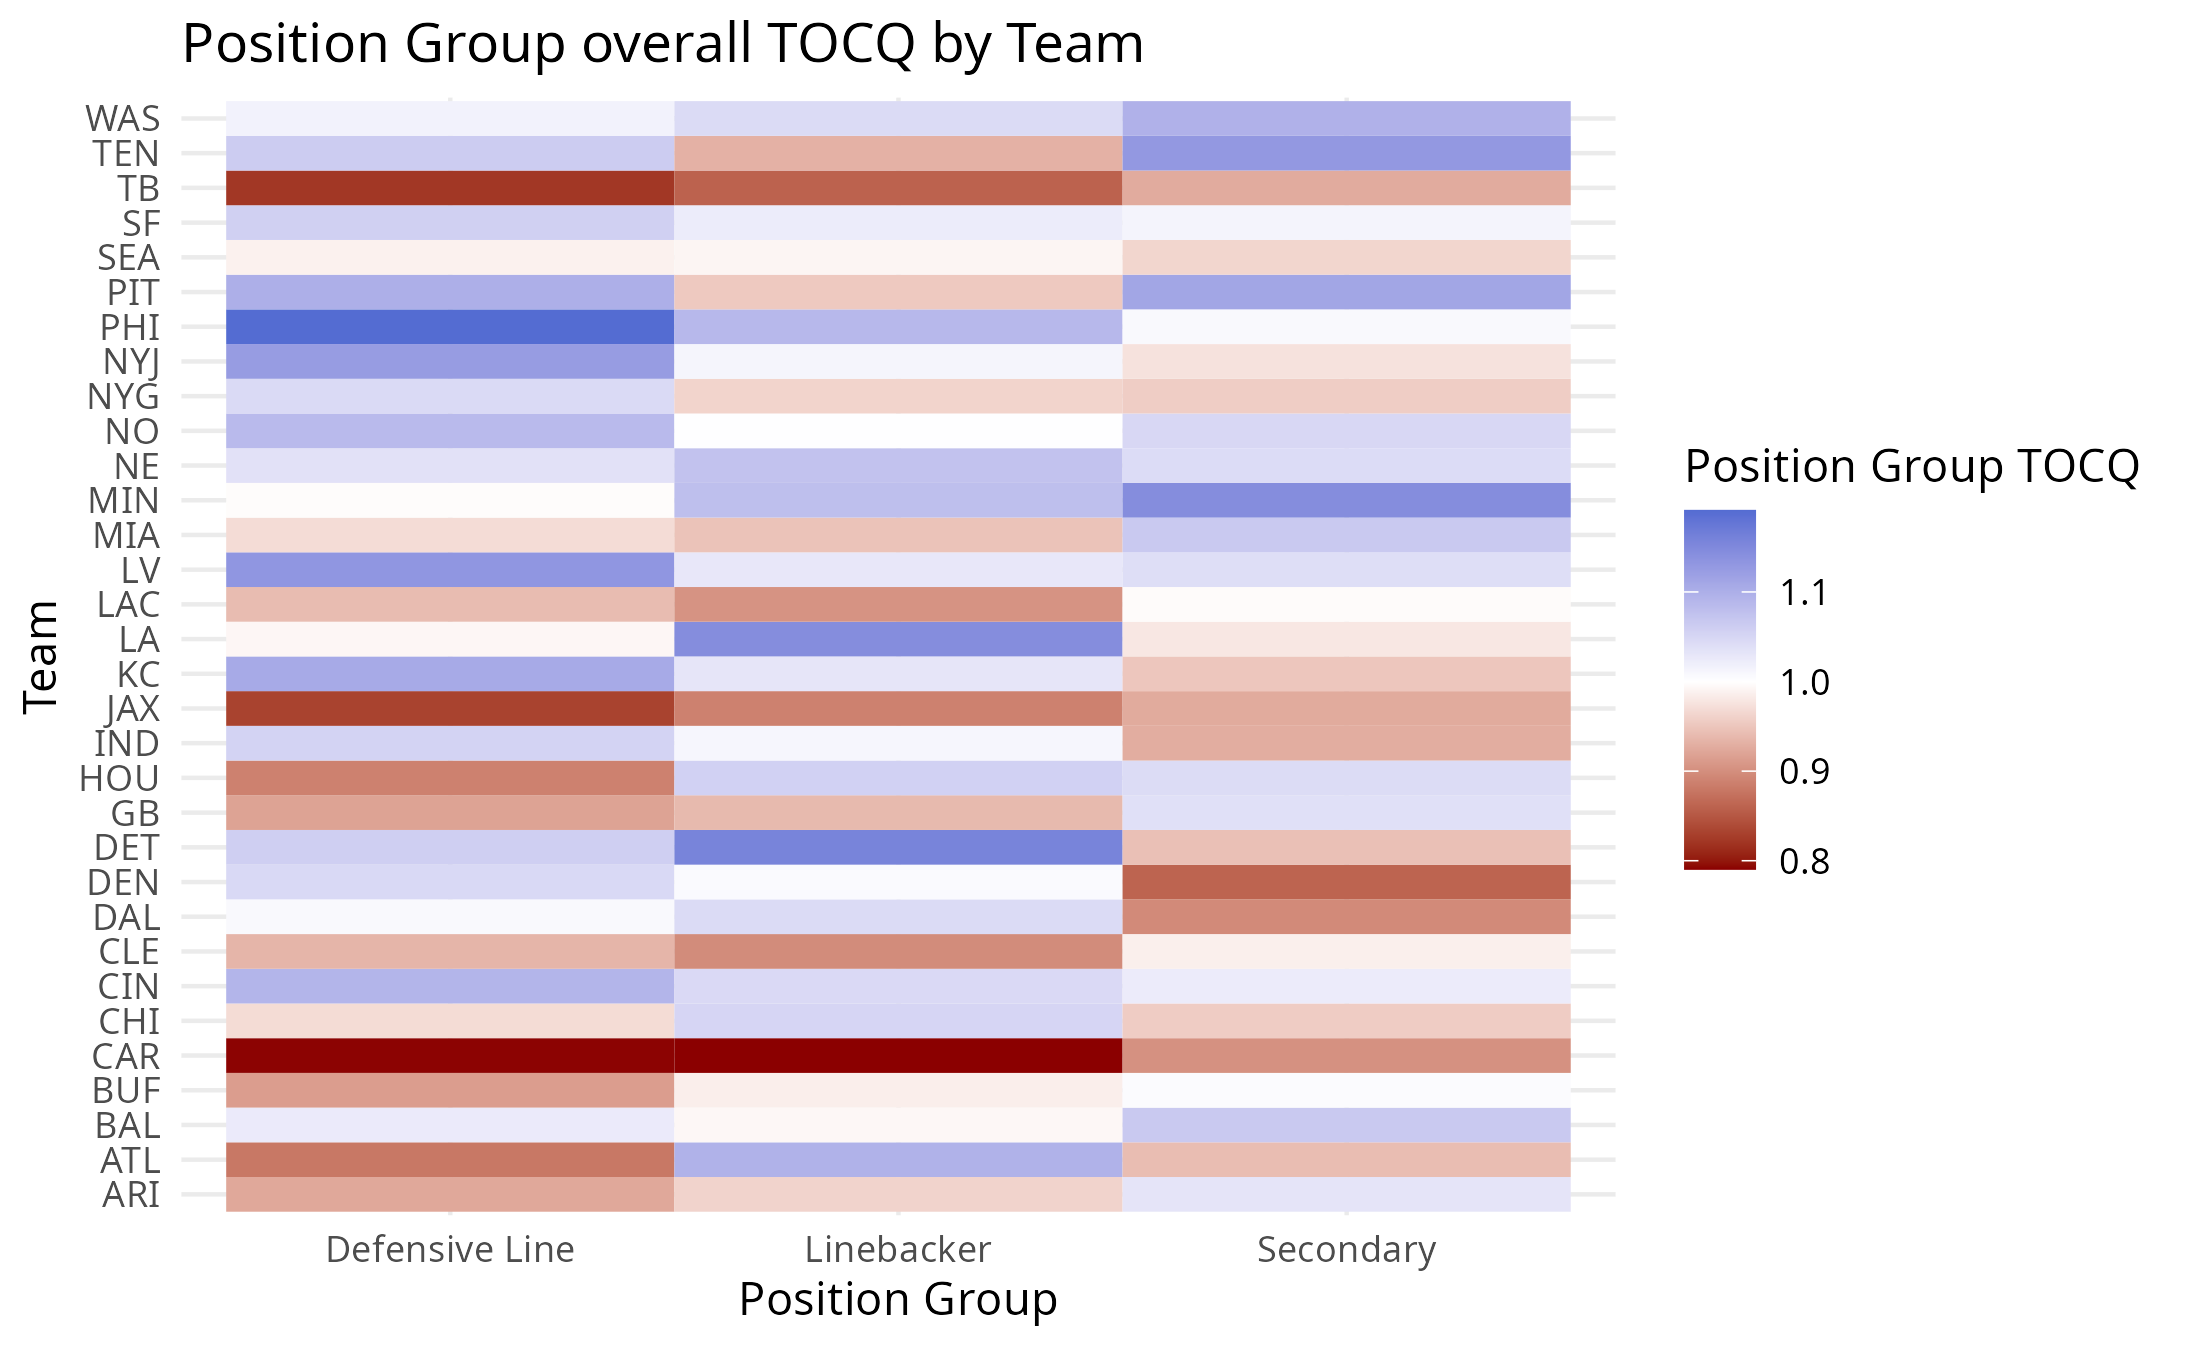 Position Group overall TOCQ by Team
Team
WAS
TEN
TB
SF
SEA
PIT
PHI
NYJ
NYG
NO
NE
MIN
MIA
LV
LAC
LA
KC
JAX
IND
HOU
GB
DET
DEN
DAL
CLE
CIN
CHI
CAR
BUF
BAL
ATL
ARI
Defensive Line
Linebacker
Secondary
Position Group
Position Group TOCQ
1.1
1.0
0.9
0.8